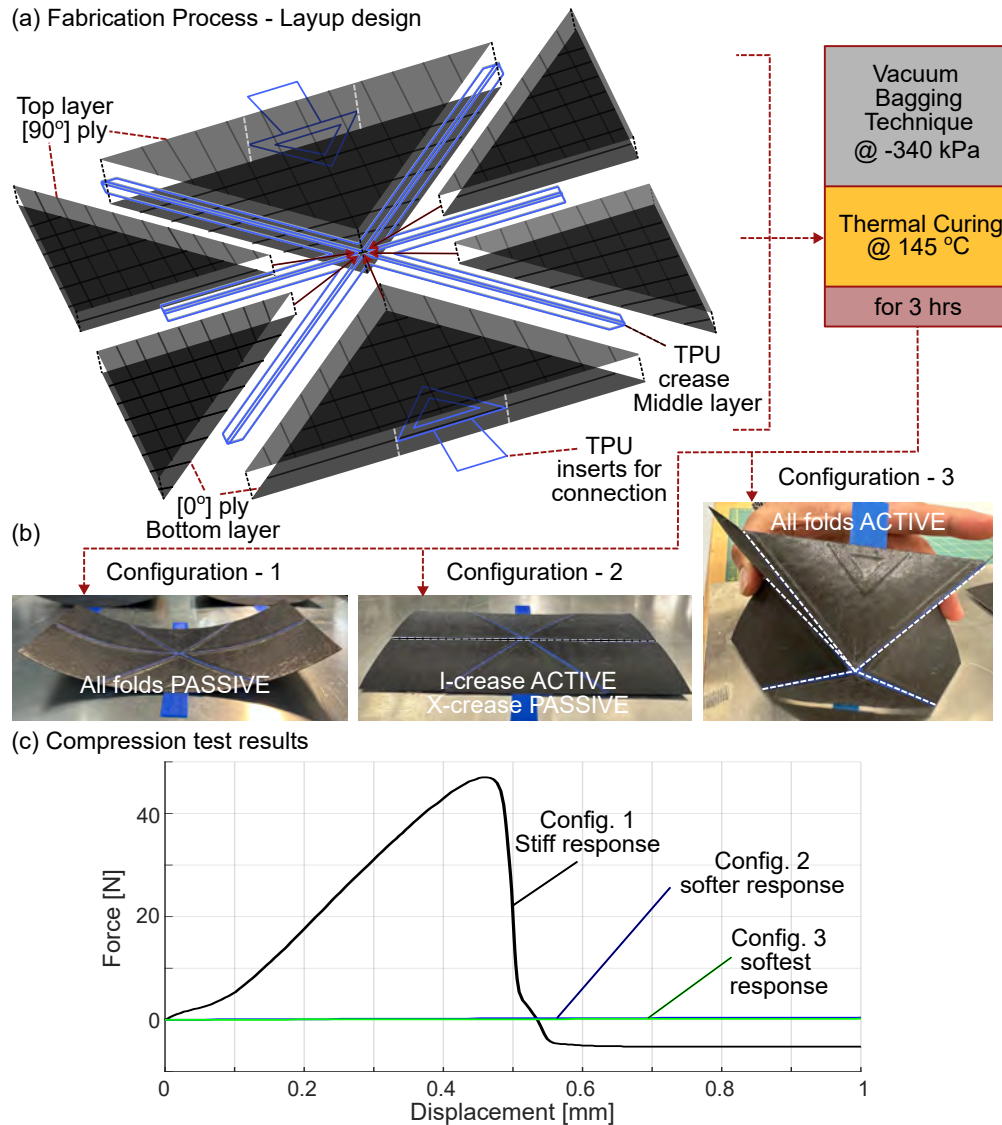 (a) Fabrication Process - Layup design
Top layer
[90°] ply
Vacuum
Bagging
Technique
@ -340 kPa
Thermal Curing
@ 145 °C
for 3 hrs
TPU
crease
Middle layer
TPU
inserts for
connection
[0°] ply
Bottom layer
(b)
Configuration - 1
Configuration - 2
Configuration - 3
All folds PASSIVE
I-crease ACTIVE
X-crease PASSIVE
All folds ACTIVE
(c) Compression test results
Config. 1
Stiff response
Config. 2
softer response
Config. 3
softest
response
Force [N]
40
20
0
0
0.2
0.4
0.6
0.8
1
Displacement [mm]